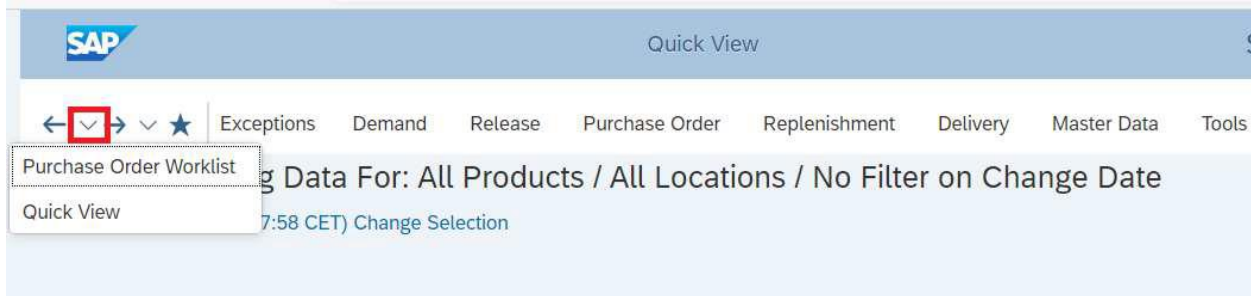 SAP
Quick View
Exceptions Demand Release Purchase Order Replenishment Delivery Master Data Tools
Purchase Order Worklist
Data For: All Products / All Locations / No Filter on Change Date
Quick View
7:58 CET) Change Selection